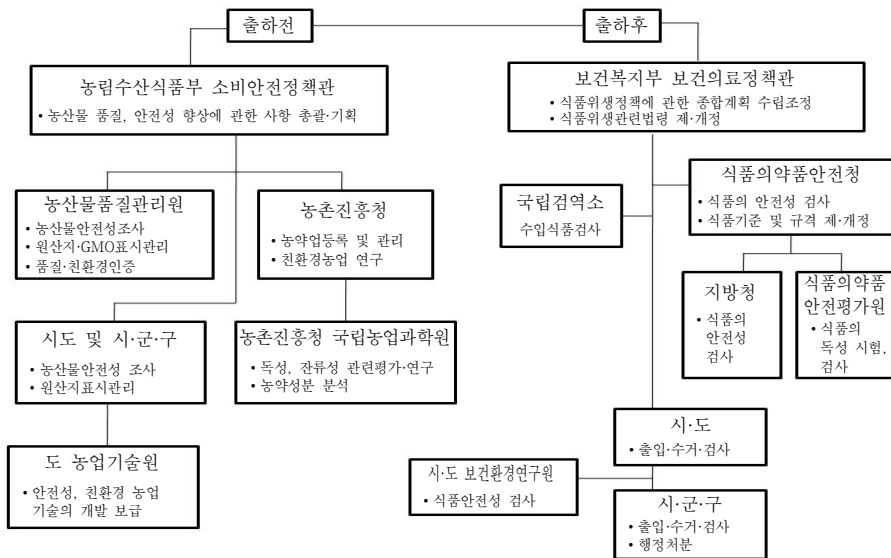 출하전
출하후
농림수산식품부 소비안전정책관
• 농산물 품질, 안전성 향상에 관한 사항 총괄·기획
보건복지부 보건의료정책관
• 식품위생정책에 관한 종합계획 수립조정
• 식품위생관련법령 제·개정
농산물품질관리원
• 농산물안전성조사
• 원산지·GMO표시관리
• 품질·친환경인증
농촌진흥청
• 농약업등록 및 관리
• 친환경농업 연구
국립검역소
수입식품검사
식품의약품안전청
• 식품의 안전성 검사
• 식품기준 및 규격 제·개정
지방청
• 식품의
안전성
검사
식품의약품
안전평가원
• 식품의
독성 시험,
검사
시도 및 시·군·구
• 농산물안전성 조사
• 원산지표시관리
농촌진흥청 국립농업과학원
• 독성, 잔류성 관련평가·연구
• 농약성분 분석
도 농업기술원
• 안전성, 친환경 농업
기술의 개발 보급
시·도
• 출입·수거·검사
시·도 보건환경연구원
• 식품안전성 검사
시·군·구
• 출입·수거·검사
• 행정처분